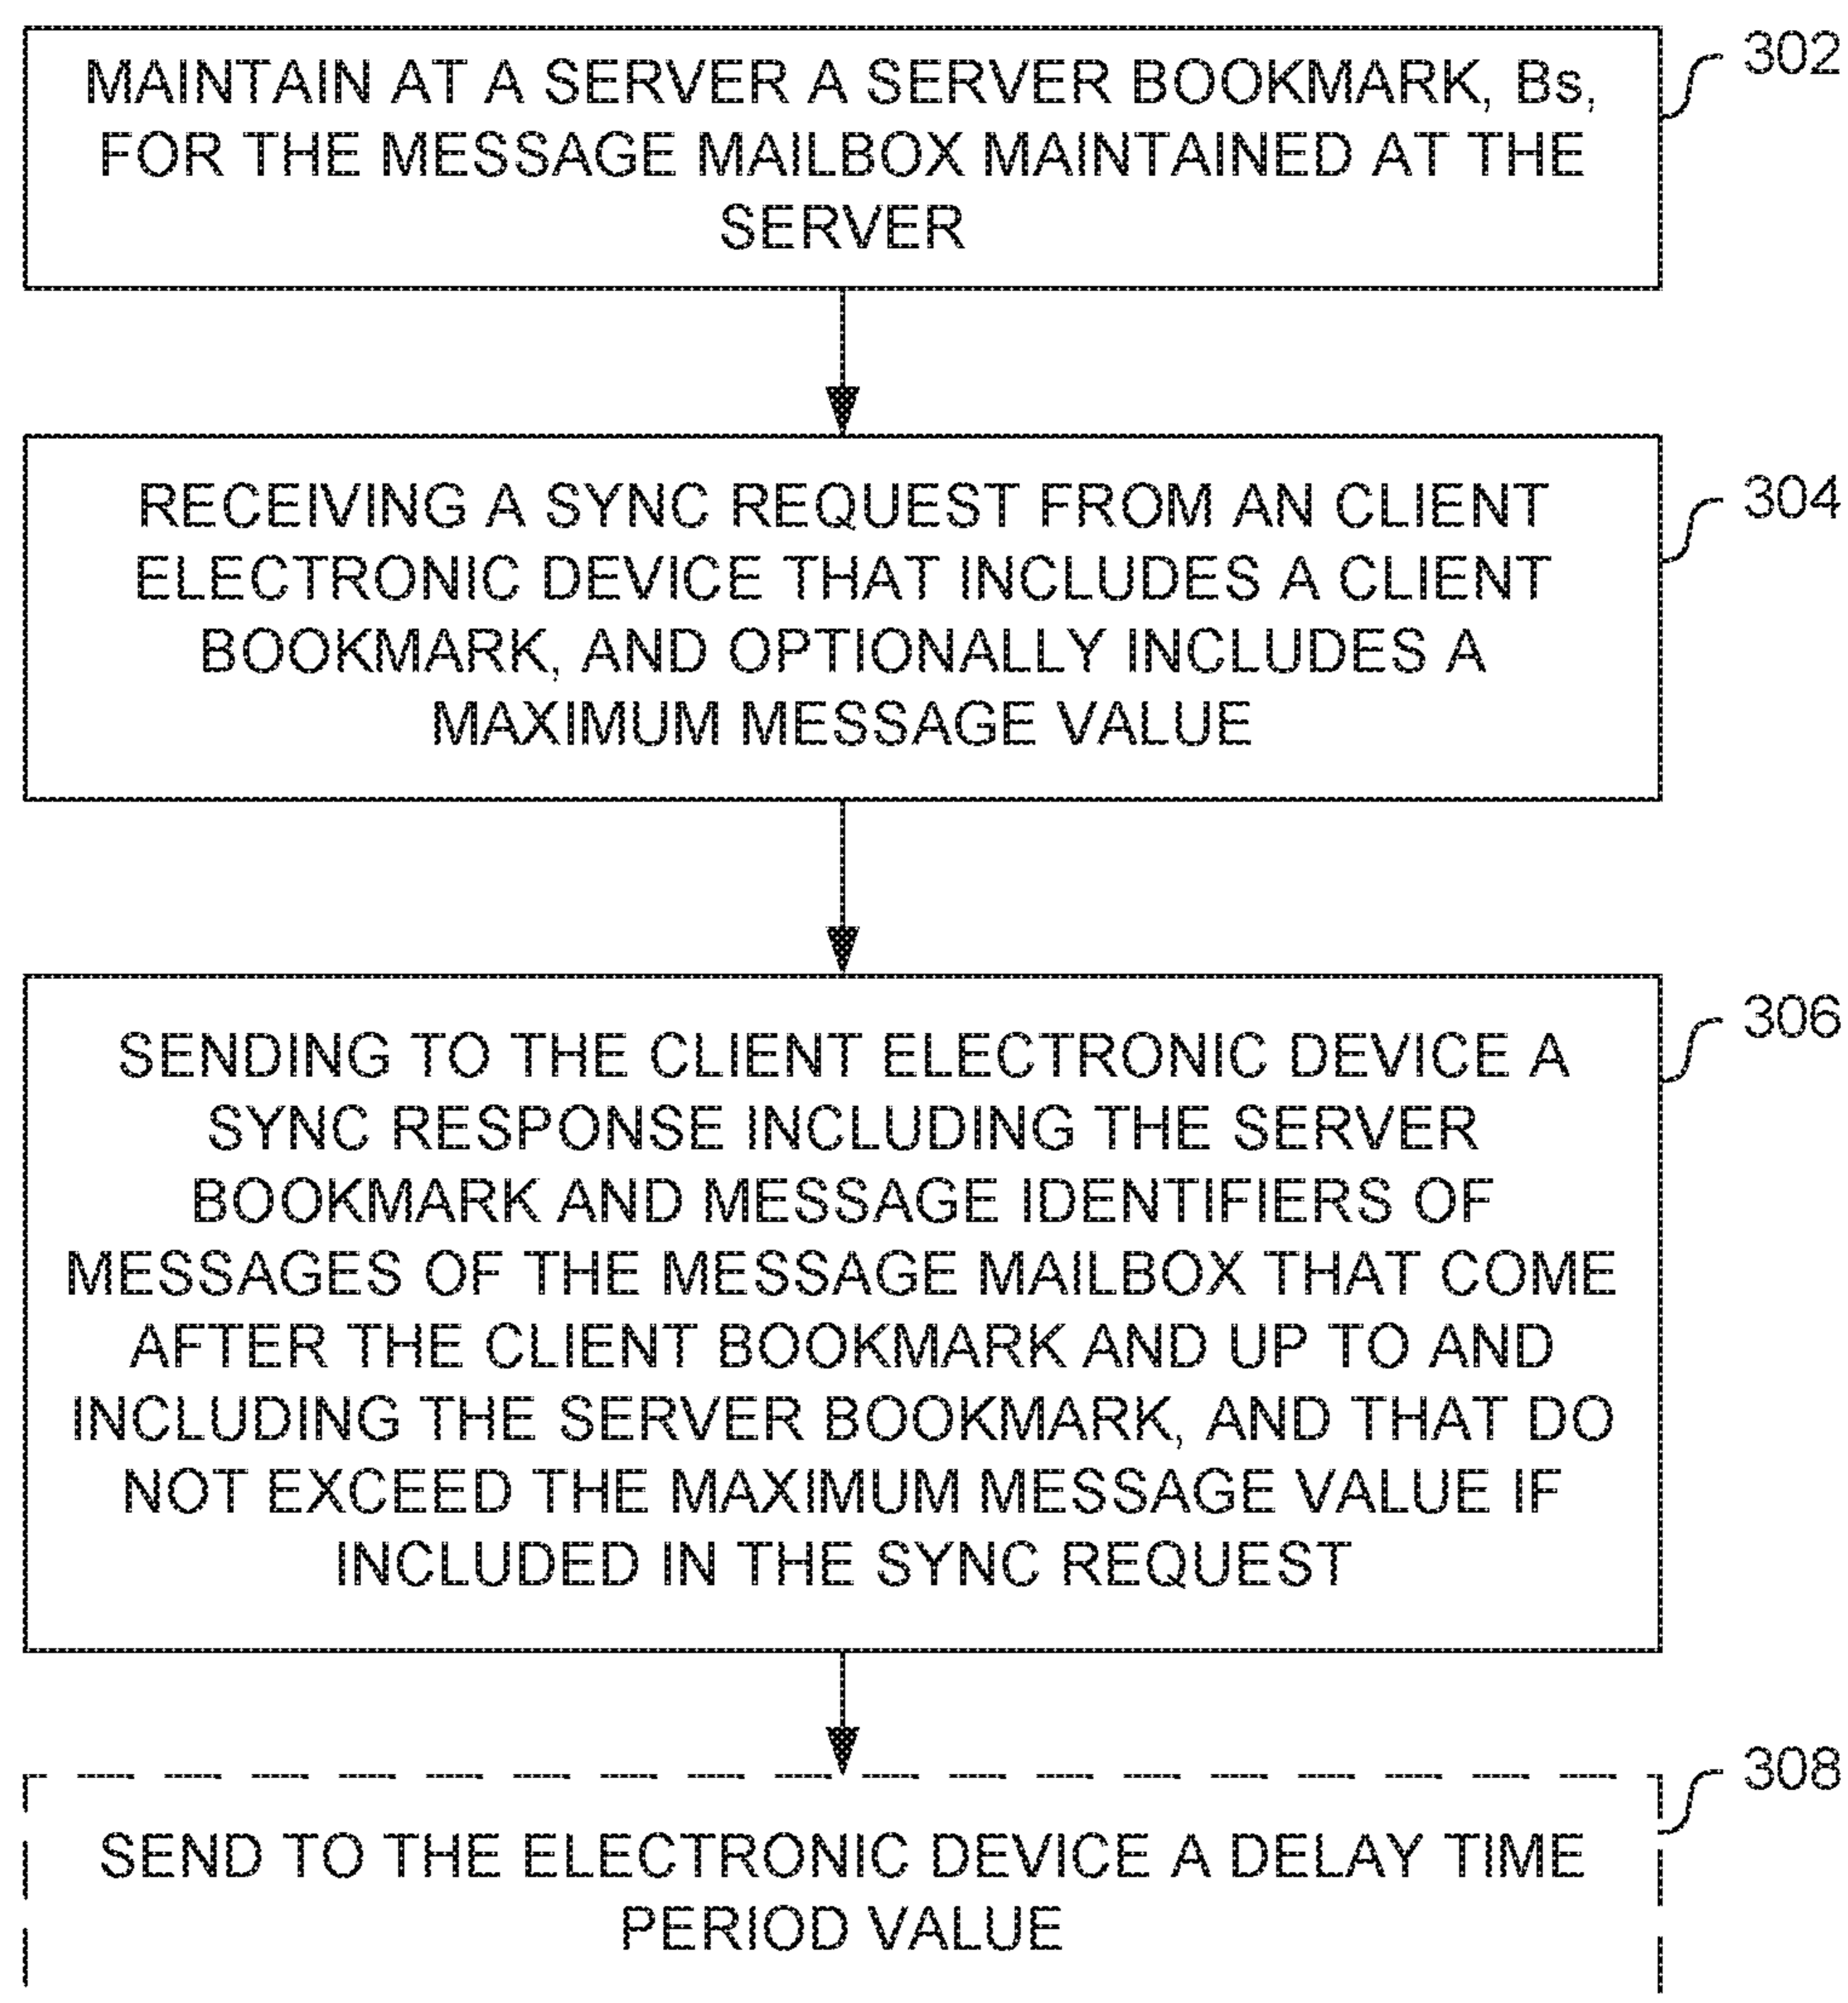 MAINTAIN AT A SERVER A SERVER BOOKMARK, Bs,
FOR THE MESSAGE MAILBOX MAINTAINED AT THE
SERVER
302
RECEIVING A SYNC REQUEST FROM AN CLIENT
ELECTRONIC DEVICE THAT INCLUDES A CLIENT
BOOKMARK, AND OPTIONALLY INCLUDES A
MAXIMUM MESSAGE VALUE
304
SENDING TO THE CLIENT ELECTRONIC DEVICE A
SYNC RESPONSE INCLUDING THE SERVER
BOOKMARK AND MESSAGE IDENTIFIERS OF
MESSAGES OF THE MESSAGE MAILBOX THAT COME
AFTER THE CLIENT BOOKMARK AND UP TO AND
INCLUDING THE SERVER BOOKMARK, AND THAT DO
NOT EXCEED THE MAXIMUM MESSAGE VALUE IF
INCLUDED IN THE SYNC REQUEST
306
SEND TO THE ELECTRONIC DEVICE A DELAY TIME
PERIOD VALUE
308